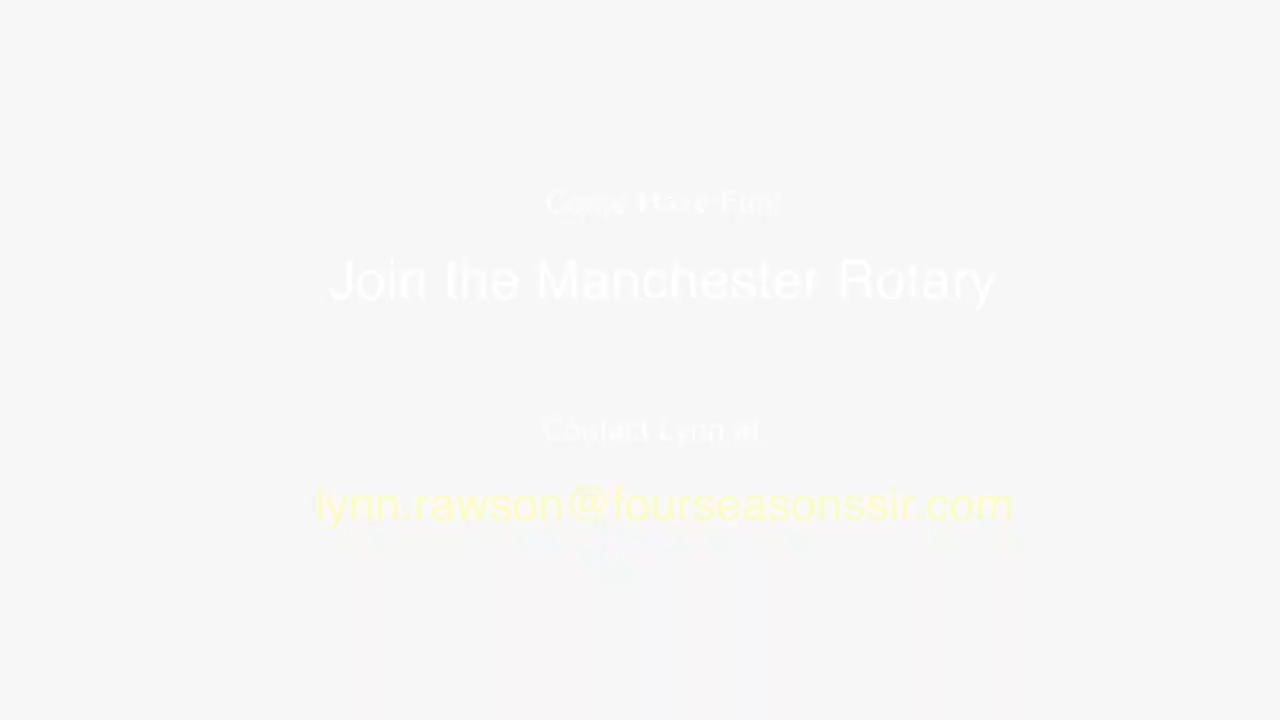 Come Have Fun!
Join the Manchester Rotary
Contact Lynn at
lynn.rawson@fourseasonssir.com